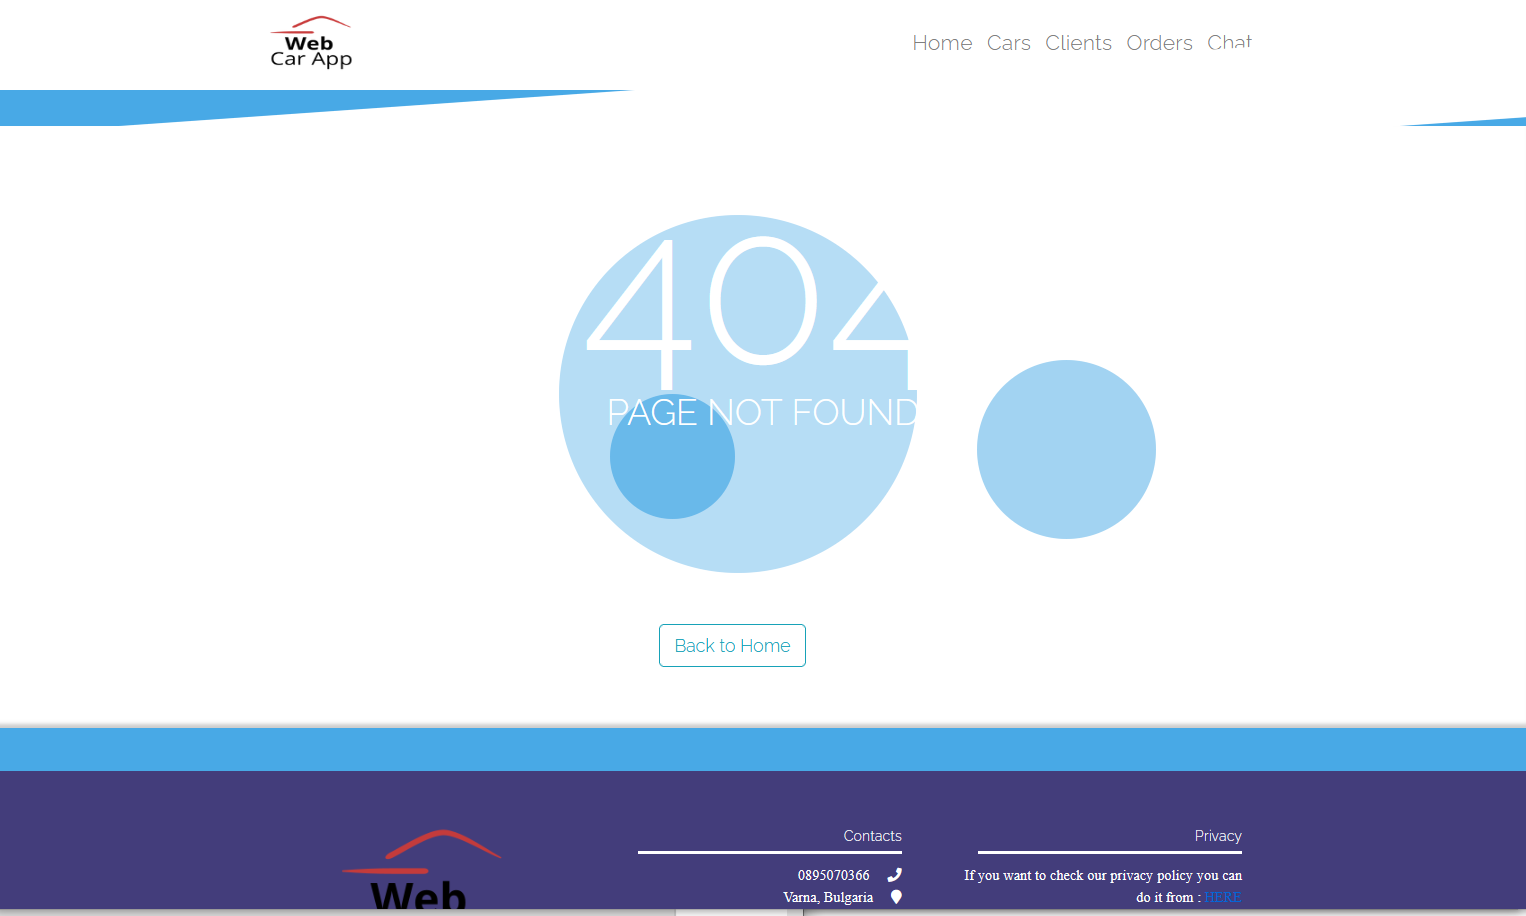 Web
Car App
Home Cars Clients Orders Chat
404
PAGE NOT FOUND
Back to Home
Web
Contacts
0895070366
Varna, Bulgaria
Privacy
If you want to check our privacy policy you can
do it from : HERE